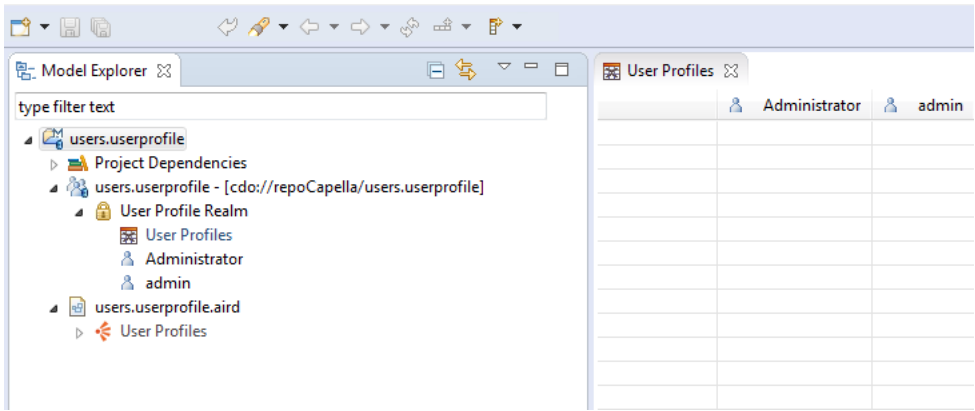 Model Explorer
User Profiles
type filter text
Administrator
admin
users.userprofile
Project Dependencies
users.userprofile - [cdo://repoCapella/users.userprofile]
User Profile Realm
User Profiles
Administrator
admin
users.userprofile.aird
User Profiles